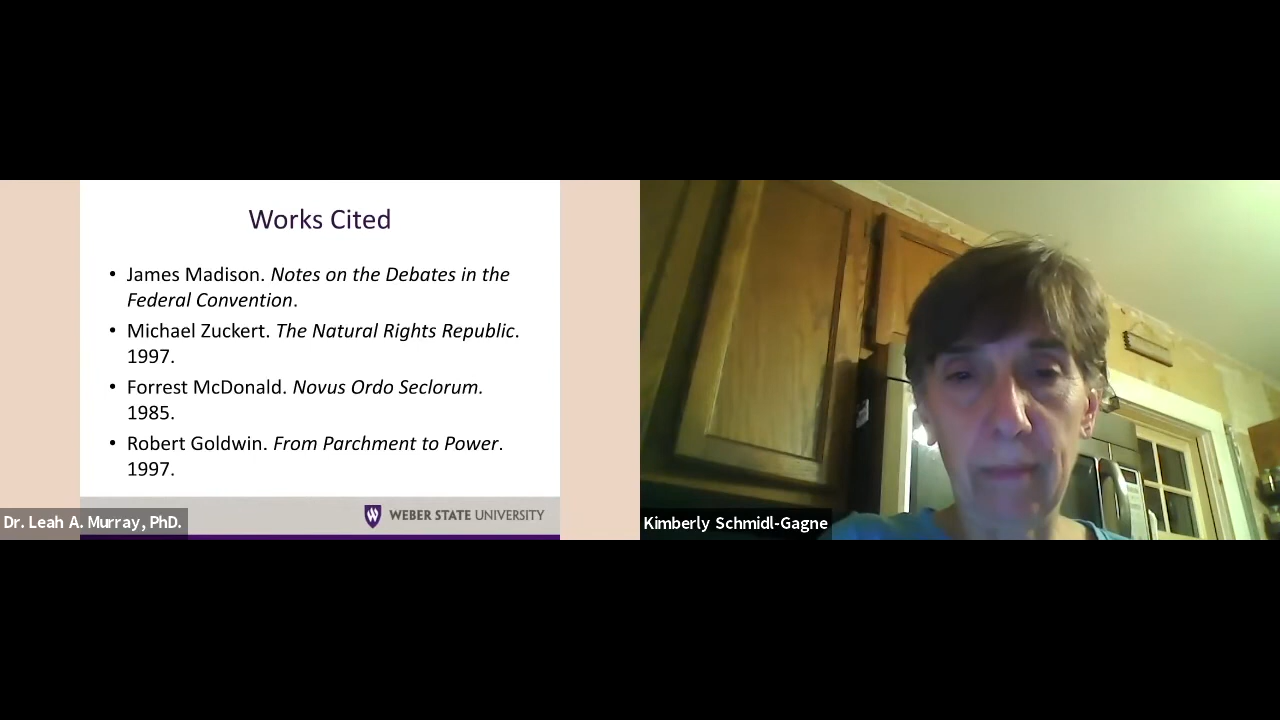 Works Cited
• James Madison. Notes on the Debates in the
Federal Convention.
• Michael Zuckert. The Natural Rights Republic.
1997.
• Forrest McDonald. Novus Ordo Seclorum.
1985.
• Robert Goldwin. From Parchment to Power.
1997.
WEBER STATE UNIVERSITY
Dr. Leah A. Murray, PhD.
Kimberly Schmidl-Gagne